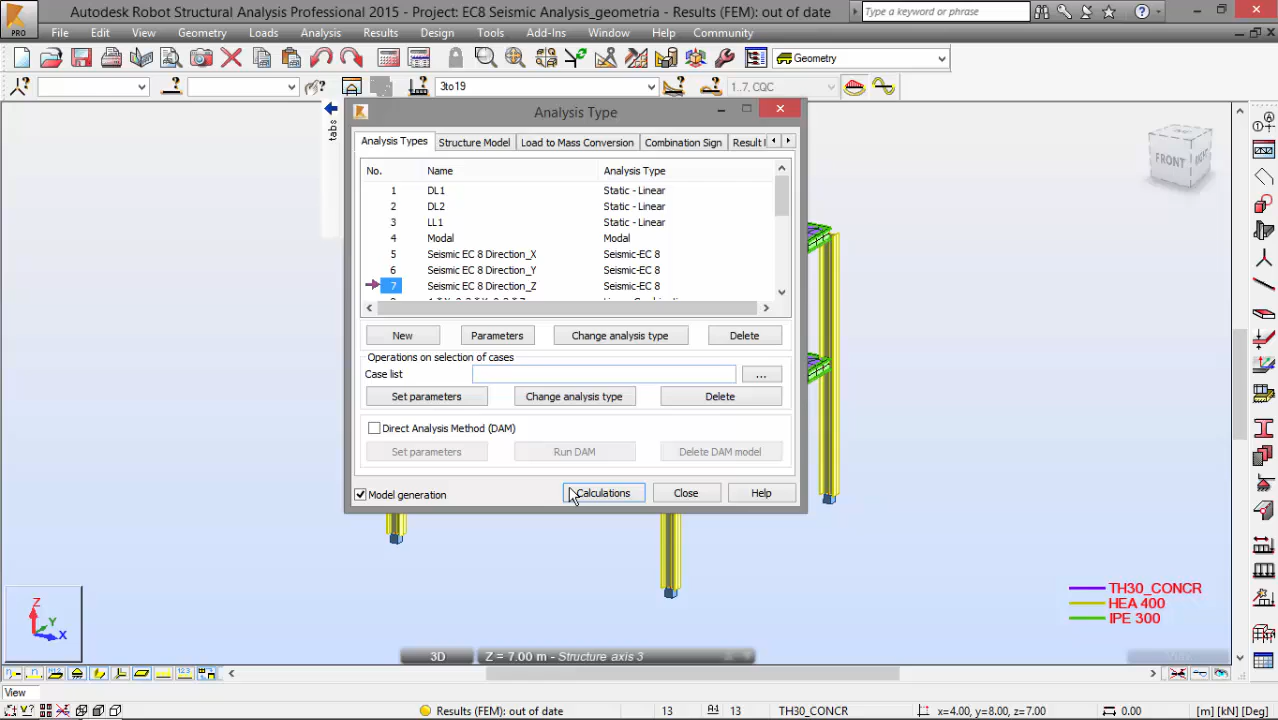 Autodesk Robot Structural Analysis Professional 2015 - Project: EC8 Seismic Analysis_geometria - Results (FEM): out of date
Type a keyword or phrase
PRO
File Edit View Geometry Loads Analysis Results Design Tools Add-Ins Window Help Community
Geometry
3to19
1..7, CQC
tabs
Analysis Type
Analysis Types Structure Model Load to Mass Conversion Combination Sign
No. Name Analysis Type
1 DL1 Static - Linear
2 DL2 Static - Linear
3 LL1 Static - Linear
4 Modal Modal
5 Seismic EC 8 Direction_X Seismic-EC 8
6 Seismic EC 8 Direction_Y Seismic-EC 8
7 Seismic EC 8 Direction_Z Seismic-EC 8
New Parameters Change analysis type Delete
Operations on selection of cases
Case list ...
Set parameters Change analysis type Delete
Direct Analysis Method (DAM)
Set parameters Run DAM Delete DAM model
Model generation Calculations Close Help
FRONT RIGHT
TH30_CONCR
HEA 400
IPE 300
Z
Y
X
3D Z = 7.00 m - Structure axis 3
View
Results (FEM): out of date 13 13 TH30_CONCR x=4.00, y=8.00, z=7.00 0.00 [m] [kN] [Deg]